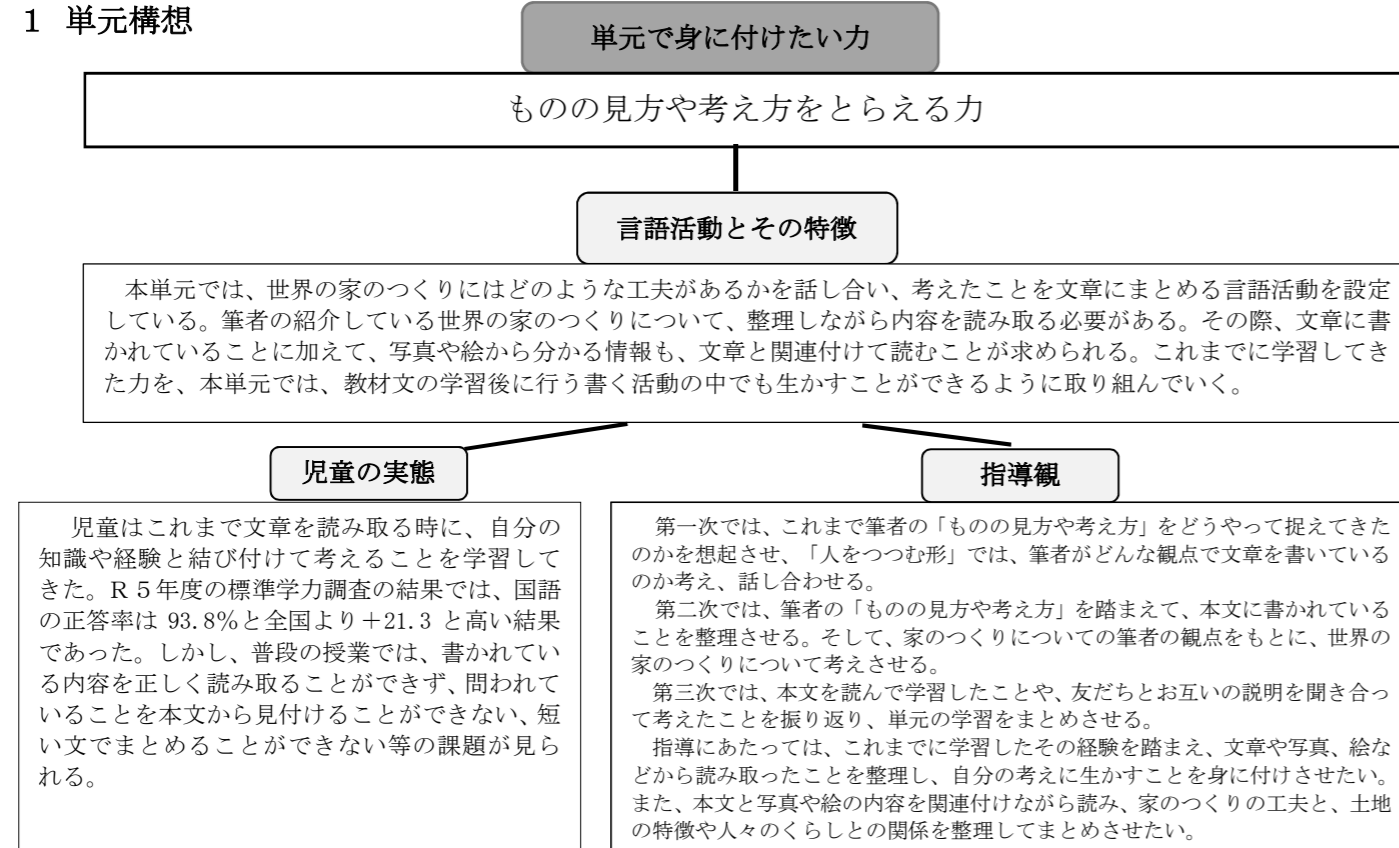 1 単元構想
単元で身に付けたい力
ものの見方や考え方をとらえる力
言語活動とその特徴
本単元では、世界の家のつくりにはどのような工夫があるかを話し合い、考えたことを文章にまとめる言語活動を設定
している。筆者の紹介している世界の家のつくりについて、整理しながら内容を読み取る必要がある。その際、文章に書
かれていることに加えて、写真や絵から分かる情報も、文章と関連付けて読むことが求められる。これまでに学習してき
た力を、本単元では、教材文の学習後に行う書く活動の中でも生かすことができるように取り組んでいく。
児童の実態
児童はこれまで文章を読み取る時に、自分の
知識や経験と結び付けて考えることを学習して
きた。R5年度の標準学力調査の結果では、国語
の正答率は 93.8%と全国より+21.3 と高い結果
であった。しかし、普段の授業では、書かれてい
る内容を正しく読み取ることができず、問われて
いることを本文から見付けることができない、短
い文でまとめることができない等の課題が見ら
れる。
指導観
第一次では、これまで筆者の「ものの見方や考え方」をどうやって捉えてきた
のかを想起させ、「人をつつむ形」では、筆者がどんな観点で文章を書いている
のか考え、話し合わせる。
第二次では、筆者の「ものの見方や考え方」を踏まえて、本文に書かれている
ことを整理させる。そして、家のつくりについての筆者の観点をもとに、世界の
家のつくりについて考えさせる。
第三次では、本文を読んで学習したことや、友だちとお互いの説明を聞き合っ
て考えたことを振り返り、単元の学習をまとめさせる。
指導にあたっては、これまでに学習したその経験を踏まえ、文章や写真、絵な
どから読み取ったことを整理し、自分の考えに生かすことを身に付けさせたい。
また、本文と写真や絵の内容を関連付けながら読み、家のつくりの工夫と、土地
の特徴や人々のくらしとの関係を整理してまとめさせたい。